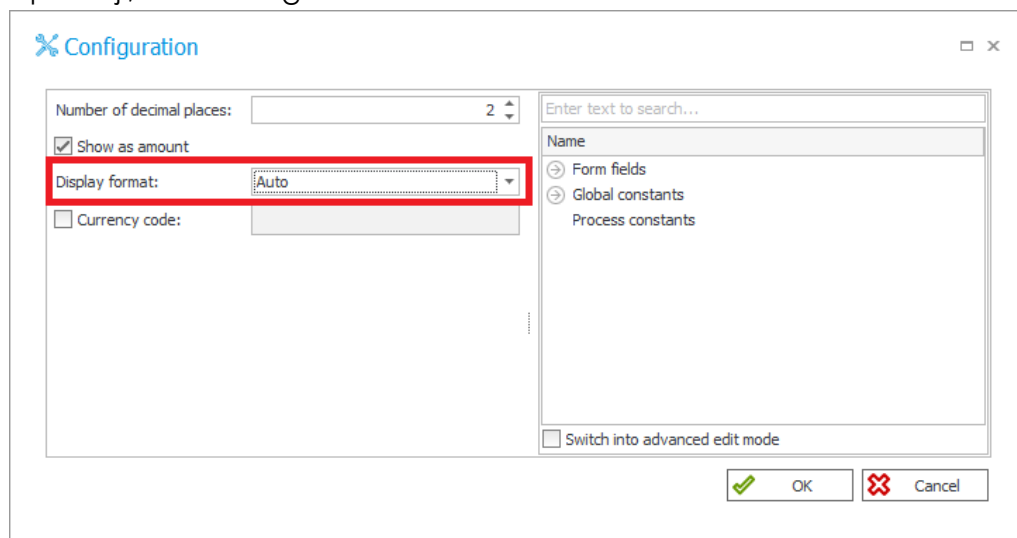 Configuration
Number of decimal places: 2
Show as amount
Display format: Auto
Currency code:
Enter text to search...
Name
Form fields
Global constants
Process constants
Switch into advanced edit mode
OK Cancel